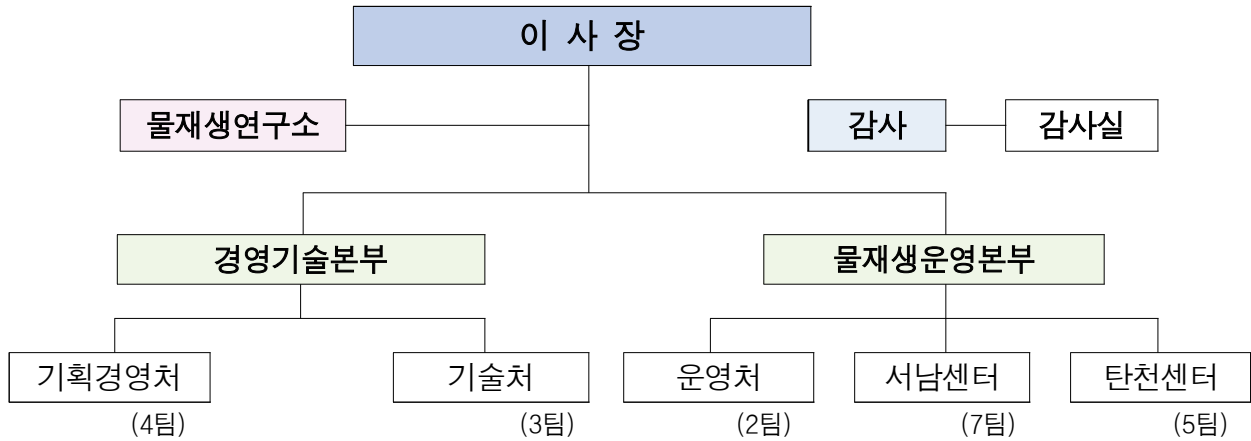 이 사 장
물재생연구소
감사
감사실
경영기술본부
물재생운영본부
기획경영처
기술처
운영처
서남센터
탄천센터
(4팀)
(3팀)
(2팀)
(7팀)
(5팀)